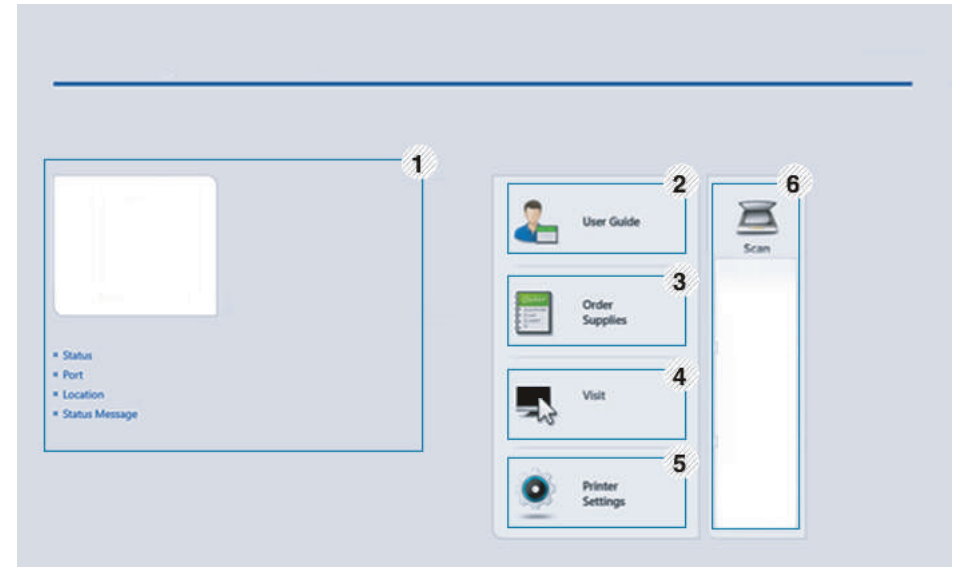 1
Status
Port
Location
Status Message
2
User Guide
3
Order
Supplies
4
Visit
5
Printer
Settings
6
Scan